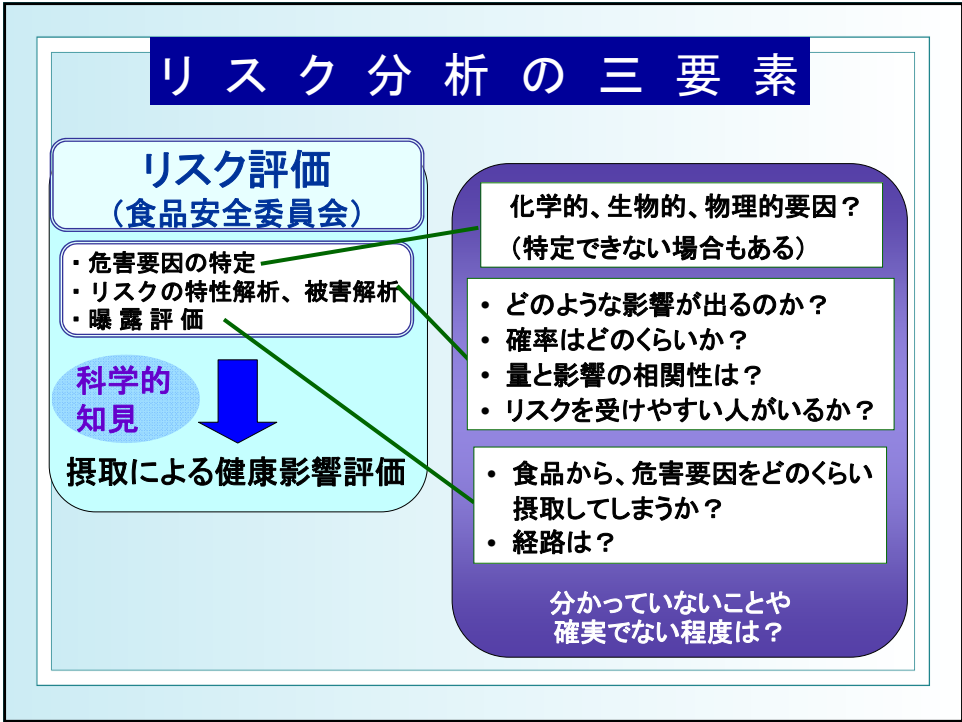 リスク分析の三要素
リスク評価
(食品安全委員会)
・危害要因の特定
・リスクの特性解析、被害解析
・曝露評価
科学的
知見
摂取による健康影響評価
化学的、生物的、物理的要因？
(特定できない場合もある)
• どのような影響が出るのか？
• 確率はどのくらいか？
• 量と影響の相関性は？
• リスクを受けやすい人がいるか？
• 食品から、危害要因をどのくらい
摂取してしまうか？
• 経路は？
分かっていないことや
確実でない程度は？